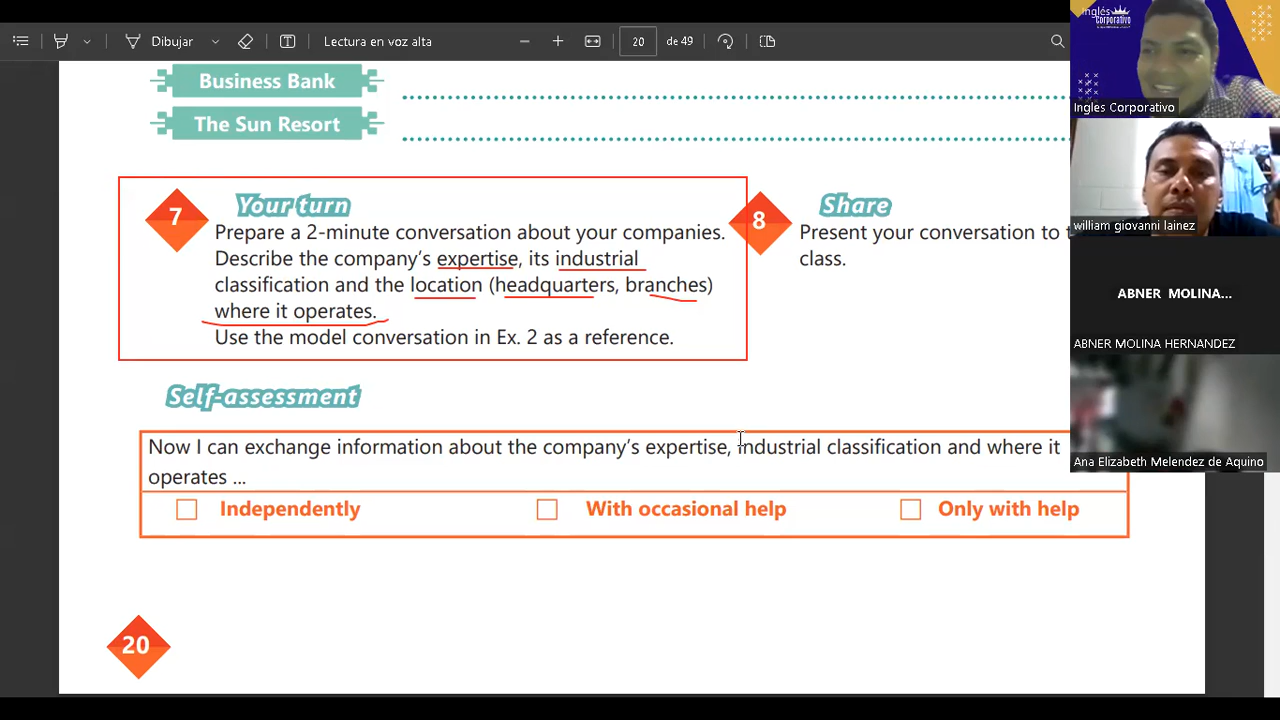 Dibujar
Lectura en voz alta
20
de 49
Business Bank
The Sun Resort
7
Your turn
Prepare a 2-minute conversation about your companies.
Describe the company's expertise, its industrial
classification and the location (headquarters, branches)
where it operates.
Use the model conversation in Ex. 2 as a reference.
8
Share
Present your conversation to
class.
Self-assessment
Now I can exchange information about the company's expertise, industrial classification and where it
operates ...
Independently
With occasional help
Only with help
20
Inglés
Corporativo
Ingles Corporativo
william giovanni lainez
ABNER MOLINA...
ABNER MOLINA HERNANDEZ
Ana Elizabeth Melendez de Aquino